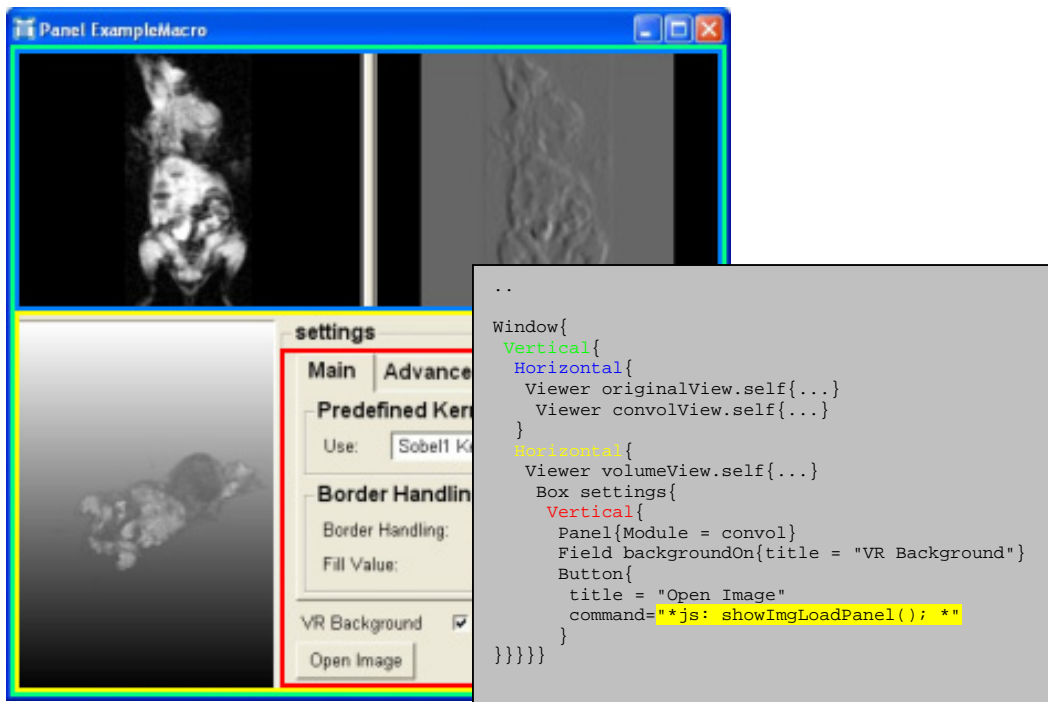 Panel ExampleMacro
settings
Main
Advance
Predefined Ker
Use:
Sobel1 Ke
Border Handlin
Border Handling:
Fill Value:
VR Background
Open Image
..
Window{
Vertical{
Horizontal{
Viewer originalView.self{...}
Viewer convolView.self{...}
}
Horizontal{
Viewer volumeView.self{...}
Box settings{
Vertical{
Panel{Module = convol}
Field backgroundOn{title = "VR Background"}
Button{
title = "Open Image"
command="*js: showImgLoadPanel(); *"
}
}}}}}